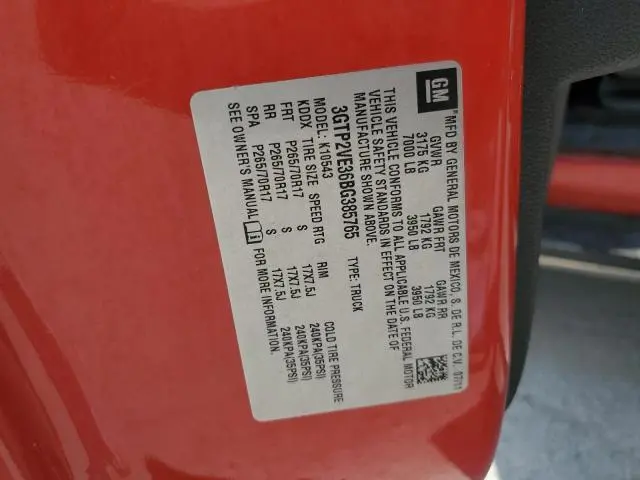 GM
MFD BY GENERAL MOTORS DE MEXICO, S. DE R.L. DE C.V. 07/11
GVWR GAWR FRT GAWR RR
3175 KG 1792 KG 1792 KG
7000 LB 3950 LB 3950 LB
THIS VEHICLE CONFORMS TO ALL APPLICABLE U.S. FEDERAL MOTOR
VEHICLE SAFETY STANDARDS IN EFFECT ON THE DATE OF
MANUFACTURE SHOWN ABOVE.
3GTP2VE36BG385765 TYPE: TRUCK
MODEL: K10543
KDDX TIRE SIZE SPEED RTG RIM COLD TIRE PRESSURE
FRT P265/70R17 S 17X7.5J 240KPA(35PSI)
RR P265/70R17 S 17X7.5J 240KPA(35PSI)
SPA P265/70R17 S 17X7.5J 240KPA(35PSI)
SEE OWNER'S MANUAL i FOR MORE INFORMATION.